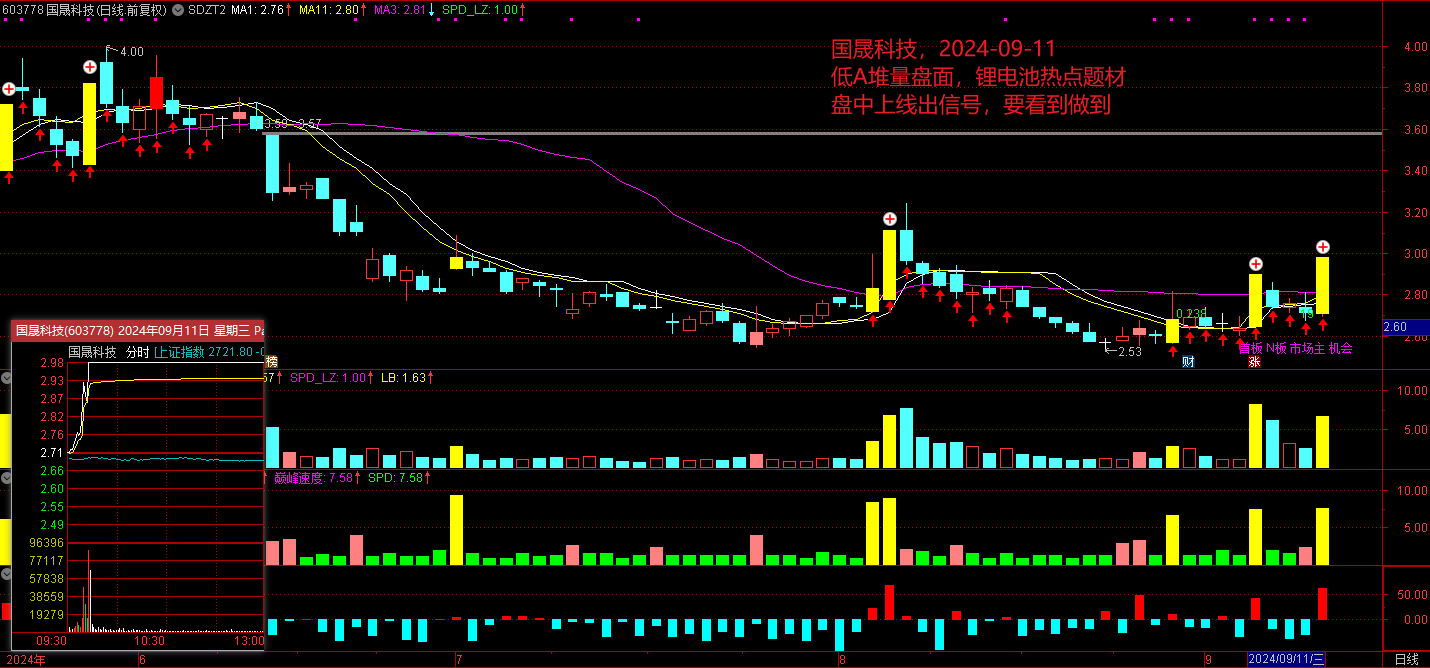 603778 国晟科技(日线.前复权) SDZT2 MA1: 2.76↑ MA11: 2.80↑ MA3: 2.81↓ SPD_LZ: 1.00↑
国晟科技，2024-09-11
低A堆量盘面，锂电池热点题材
盘中上线出信号，要看到做到
4.00
3.58-3.57
2.53
0.238
首板 N板 市场主 机会
财
涨
榜
4.00
3.80
3.60
3.40
3.20
3.00
2.80
2.60
57↑ SPD_LZ: 1.00↑ LB: 1.63↑
10.00
5.00
巅峰速度: 7.58↑ SPD: 7.58↑
10.00
5.00
50.00
0.00
国晟科技(603778) 2024年09月11日 星期三 Pa
国晟科技 分时 [上证指数 2721.80 -0
2.98
2.93
2.87
2.82
2.76
2.71
2.66
2.60
2.55
2.49
96396
77117
57838
38559
19279
09:30 10:30 13:00
2024年 6 7 8 9 2024/09/11/三 日线